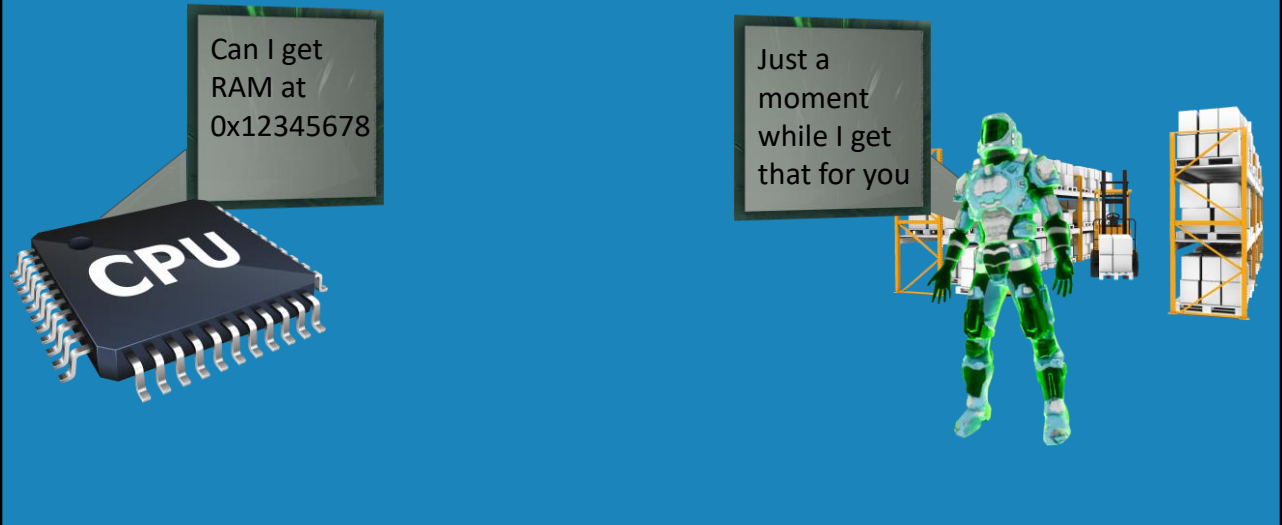 Can I get
RAM at
0x12345678
Just a
moment
while I get
that for you
CPU